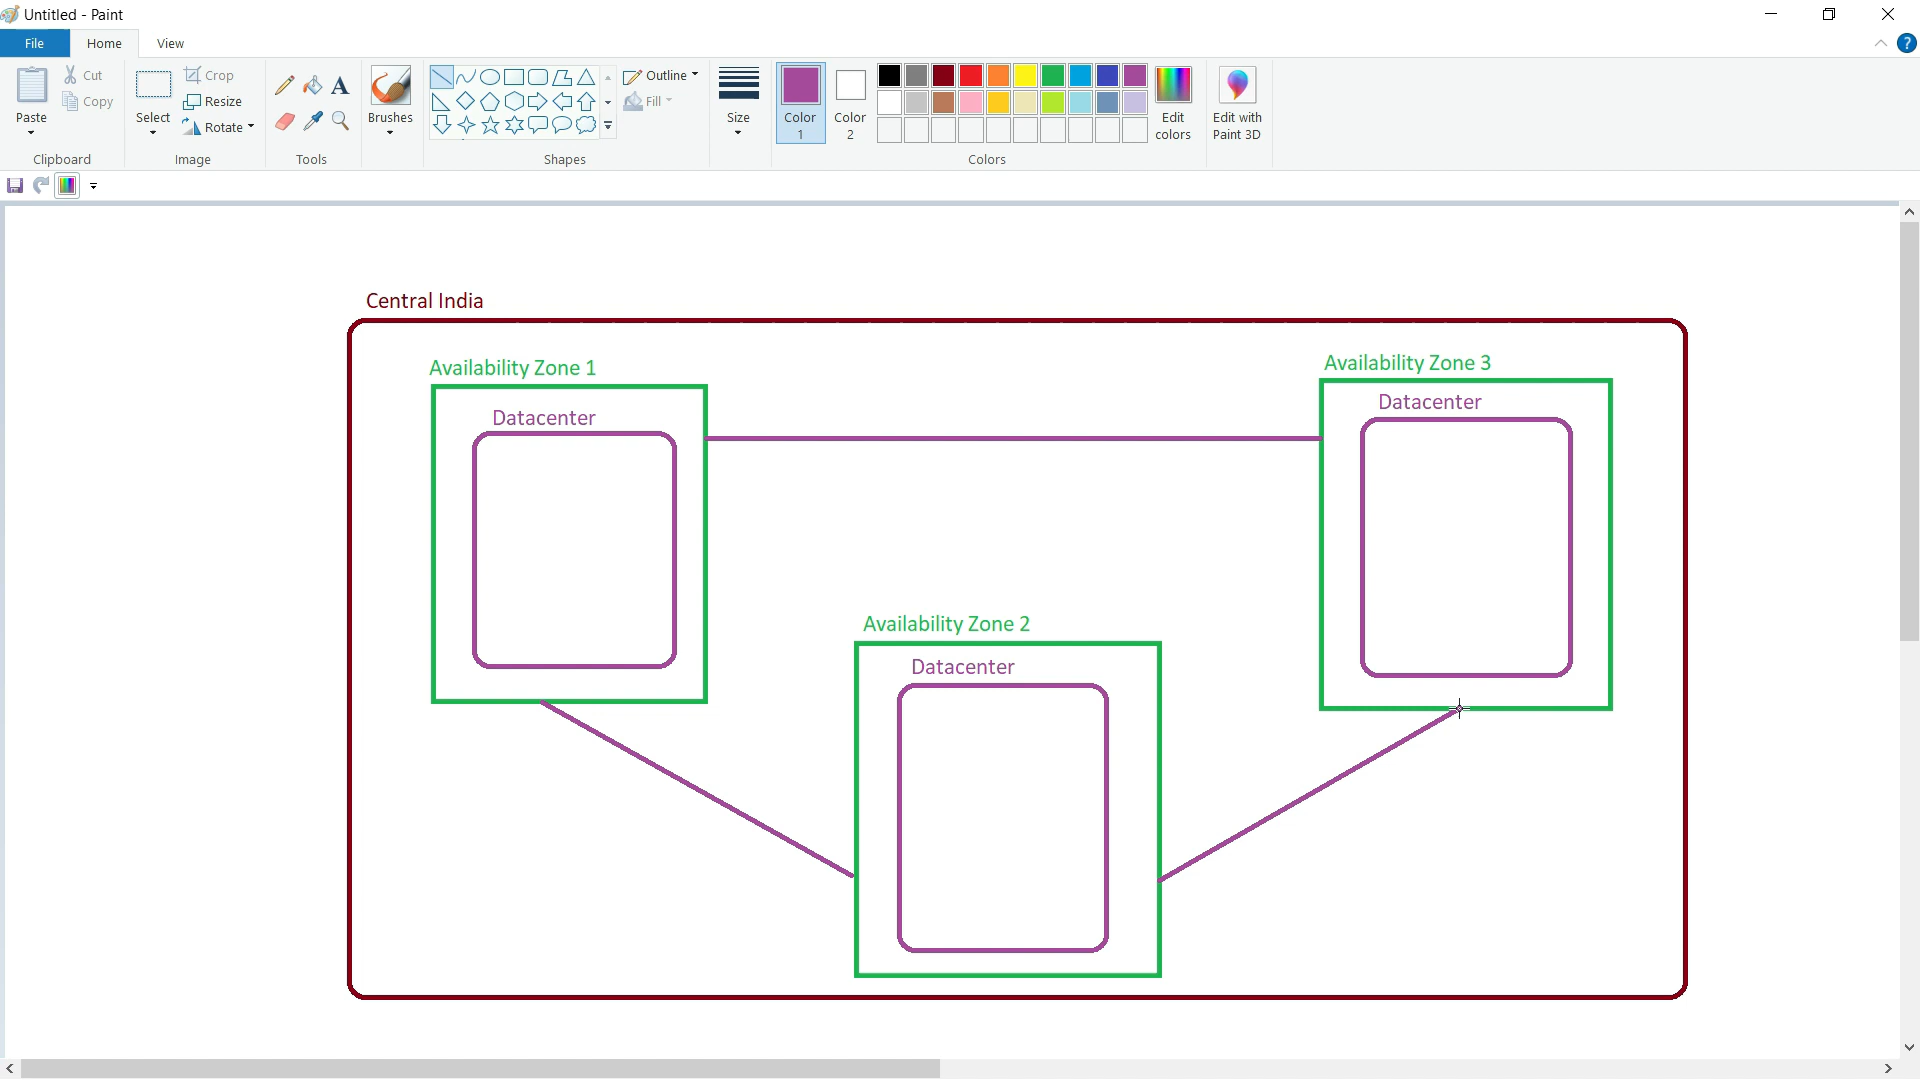 Untitled - Paint
File
Home
View
Paste
Cut
Copy
Clipboard
Select
Crop
Resize
Rotate
Image
Tools
Brushes
Shapes
Outline
Fill
Size
Color 1
Color 2
Edit colors
Colors
Edit with Paint 3D
?
Central India
Availability Zone 1
Availability Zone 3
Datacenter
Datacenter
Availability Zone 2
Datacenter